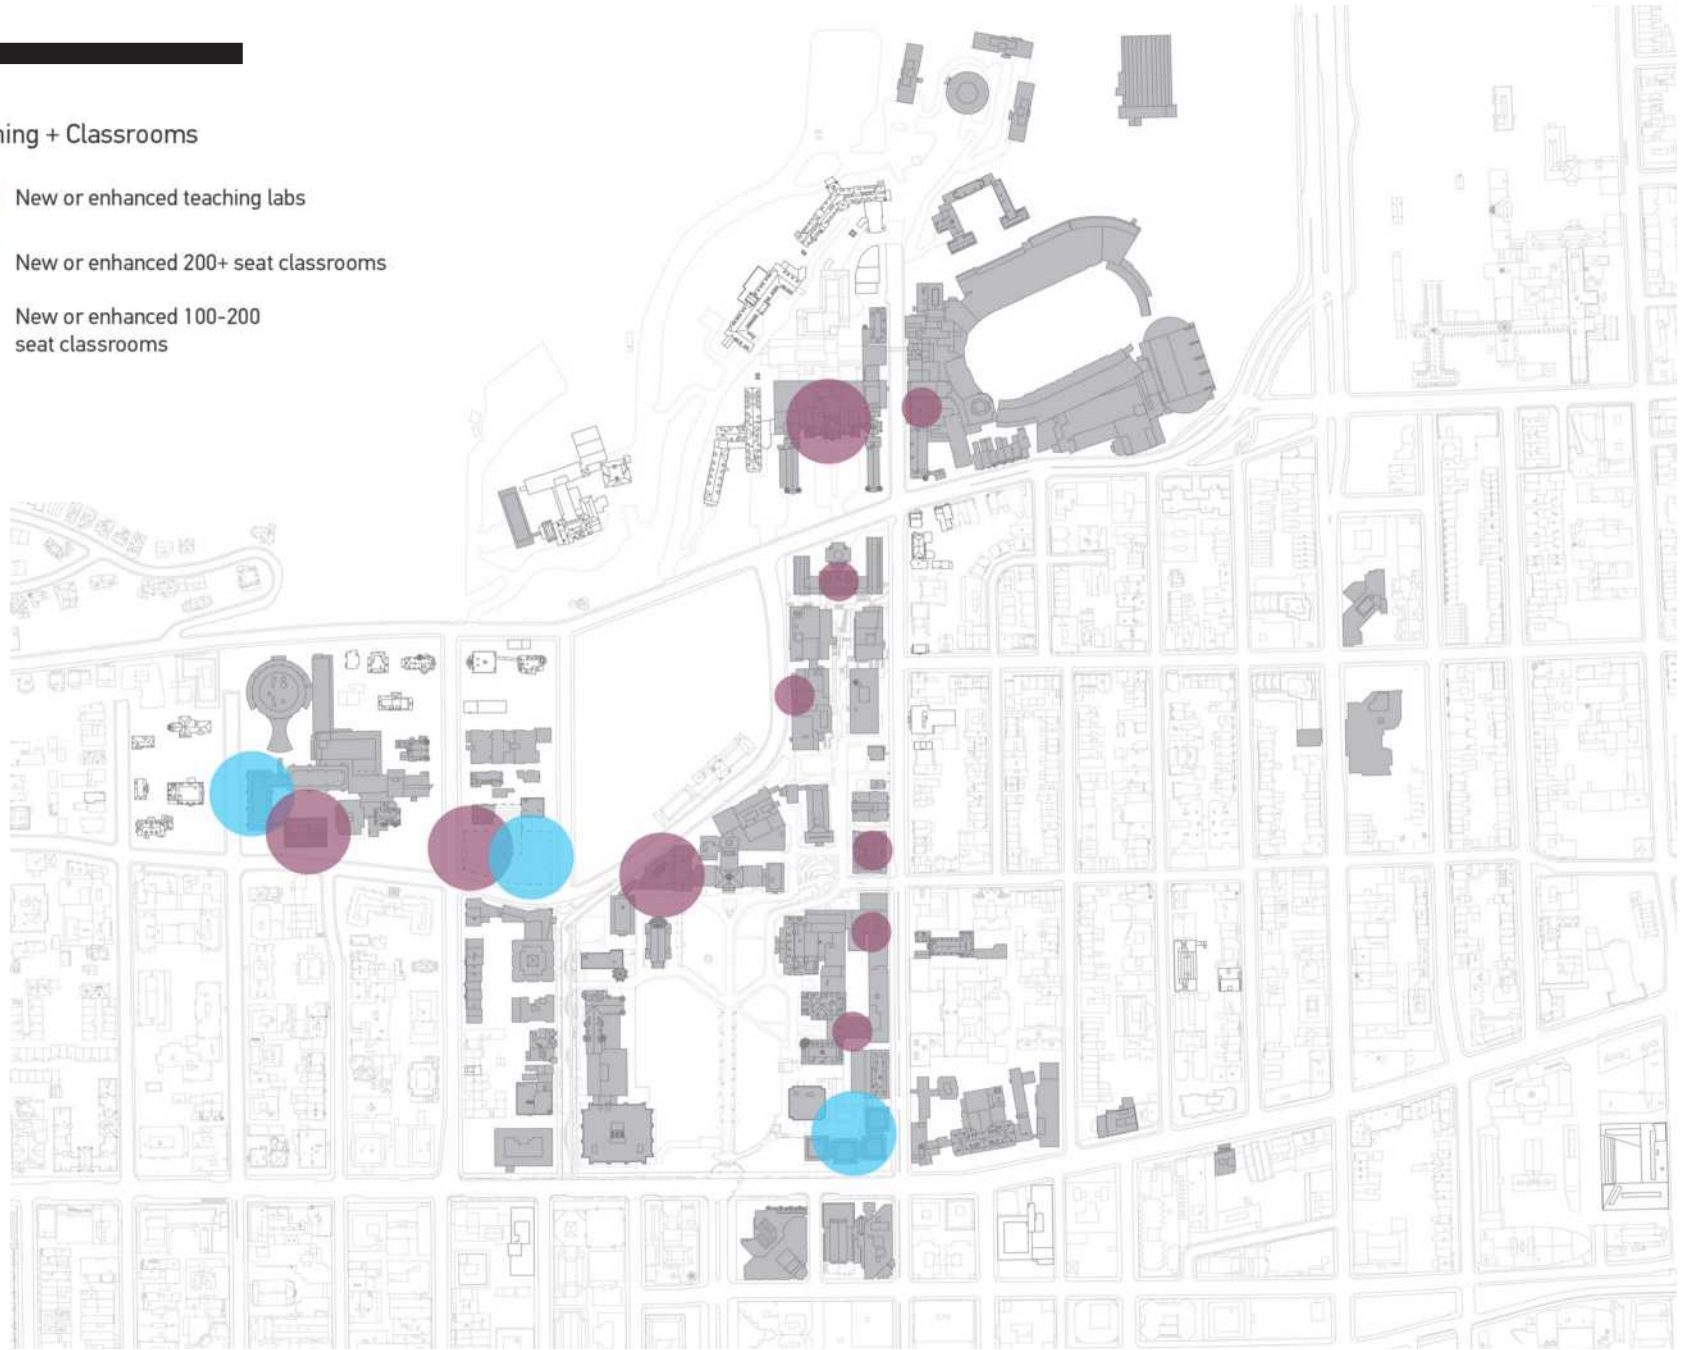 ning + Classrooms
New or enhanced teaching labs
New or enhanced 200+ seat classrooms
New or enhanced 100-200
seat classrooms